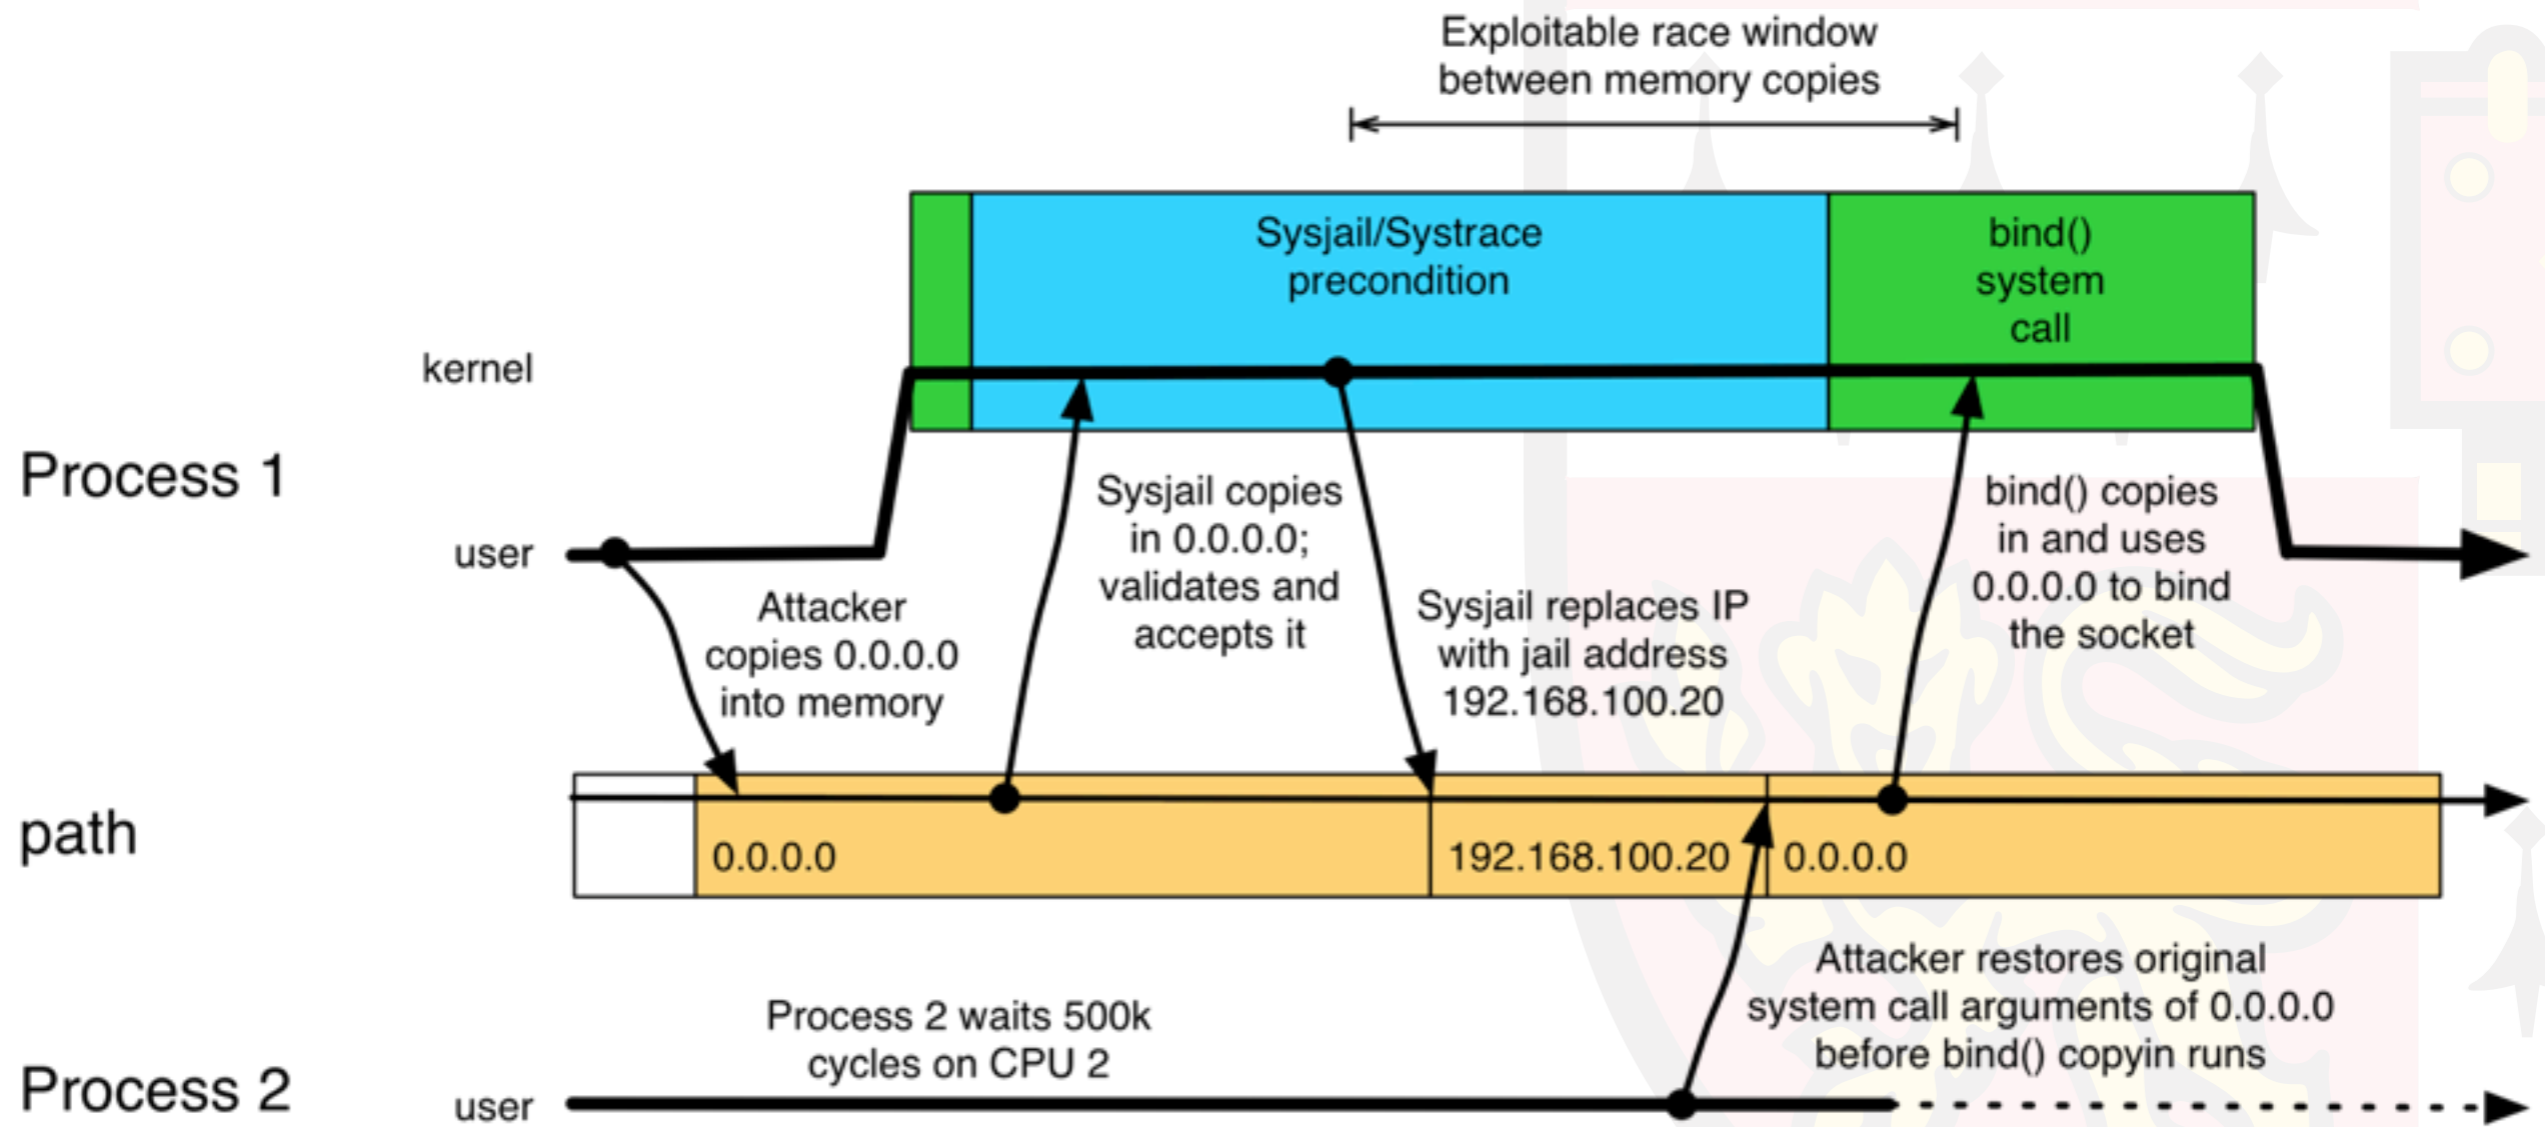 Exploitable race window
between memory copies
Sysjail/Systrace
precondition
bind()
system
call
kernel
Process 1
user
Attacker
copies 0.0.0.0
into memory
Sysjail copies
in 0.0.0.0;
validates and
accepts it
Sysjail replaces IP
with jail address
192.168.100.20
bind() copies
in and uses
0.0.0.0 to bind
the socket
path
0.0.0.0
192.168.100.20
0.0.0.0
Process 2 waits 500k
cycles on CPU 2
Attacker restores original
system call arguments of 0.0.0.0
before bind() copyin runs
Process 2
user